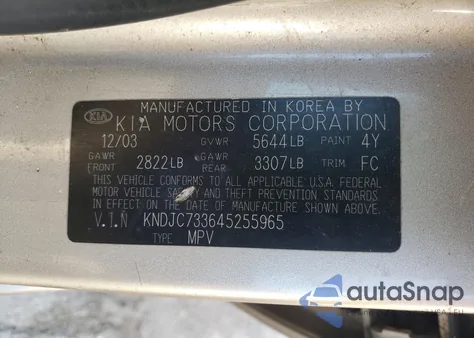 MANUFACTURED IN KOREA BY
KIA KIA MOTORS CORPORATION
12/03 GVWR 5644LB PAINT 4Y
GAWR FRONT 2822LB GAWR REAR 3307LB TRIM FC
THIS VEHICLE CONFORMS TO ALL APPLICABLE U.S.A. FEDERAL
MOTOR VEHICLE SAFETY AND THEFT PREVENTION STANDARDS
IN EFFECT ON THE DATE OF MANUFACTURE SHOWN ABOVE.
V.I.N KNDJC733645255965
TYPE MPV
autoSnap